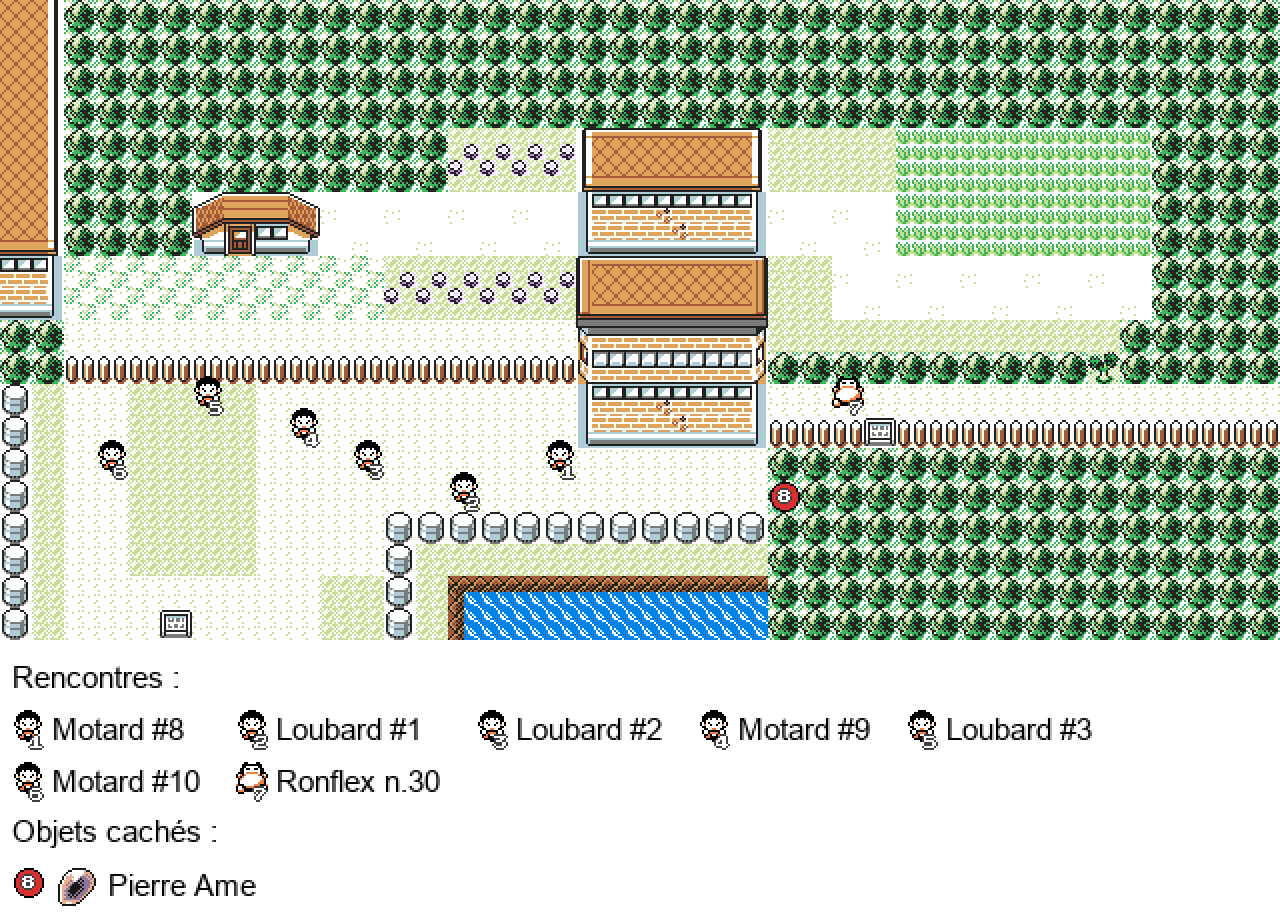 Rencontres :
Motard #8 Loubard #1 Loubard #2 Motard #9 Loubard #3
Motard #10 Ronflex n.30
Objets cachés :
8 Pierre Ame